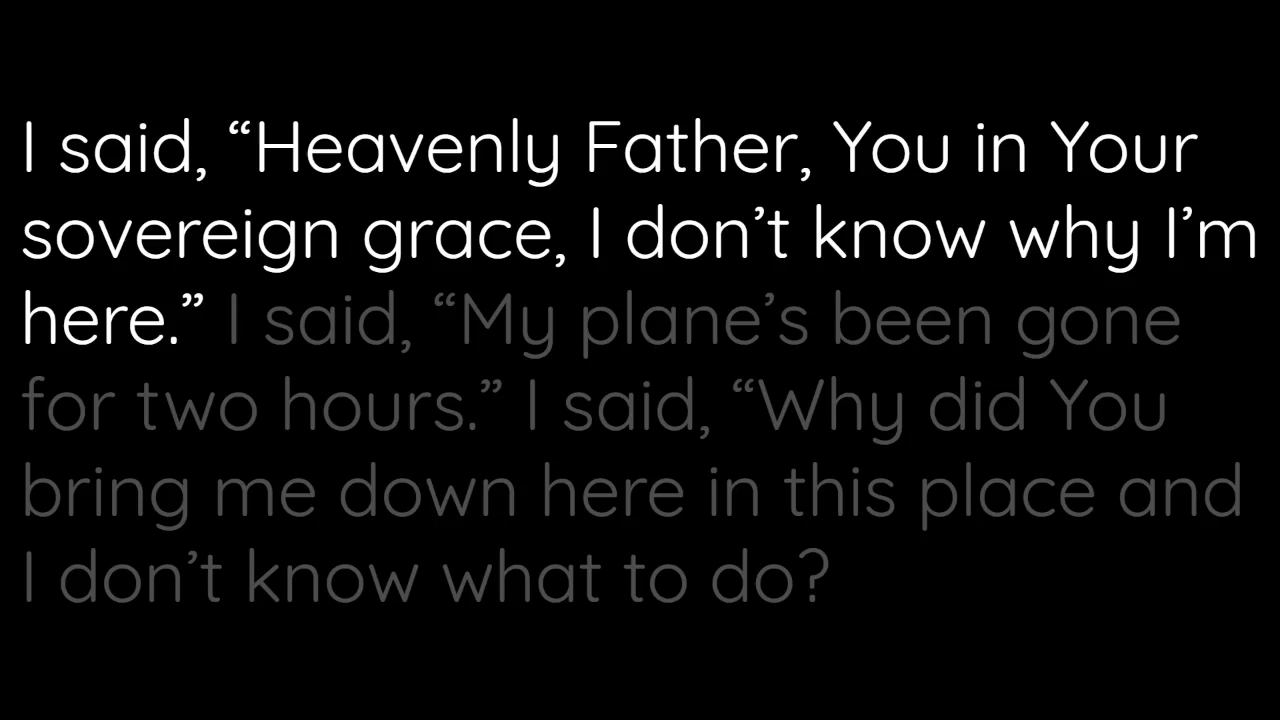 I said, “Heavenly Father, You in Your
sovereign grace, I don’t know why I’m
here.” I said, “My plane’s been gone
for two hours.” I said, “Why did You
bring me down here in this place and
I don’t know what to do?